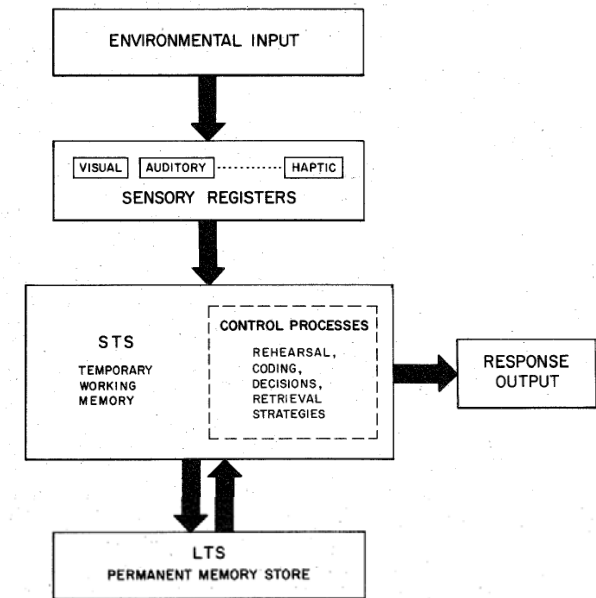 ENVIRONMENTAL INPUT
VISUAL
AUDITORY
HAPTIC
SENSORY REGISTERS
STS
TEMPORARY
WORKING
MEMORY
CONTROL PROCESSES
REHEARSAL,
CODING,
DECISIONS,
RETRIEVAL
STRATEGIES
RESPONSE
OUTPUT
LTS
PERMANENT MEMORY STORE